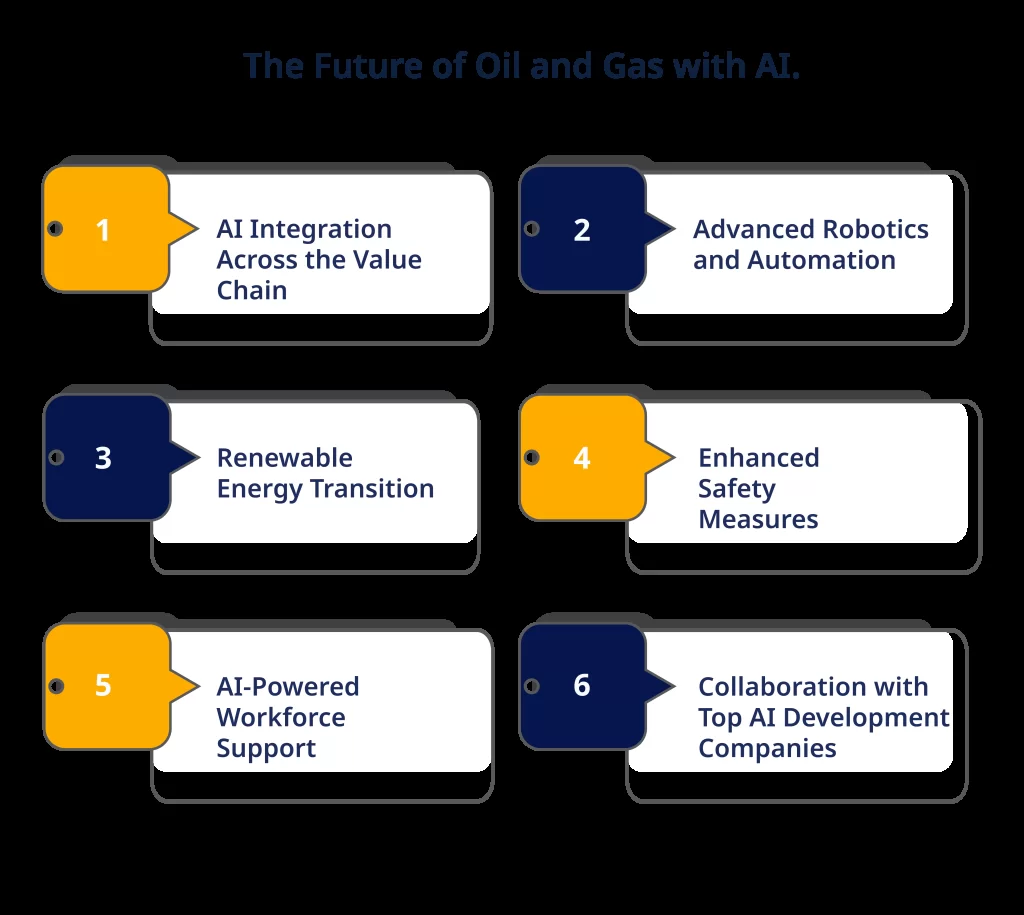 The Future of Oil and Gas with AI.
1
AI Integration
Across the Value
Chain
2
Advanced Robotics
and Automation
3
Renewable
Energy Transition
4
Enhanced
Safety
Measures
5
AI-Powered
Workforce
Support
6
Collaboration with
Top AI Development
Companies